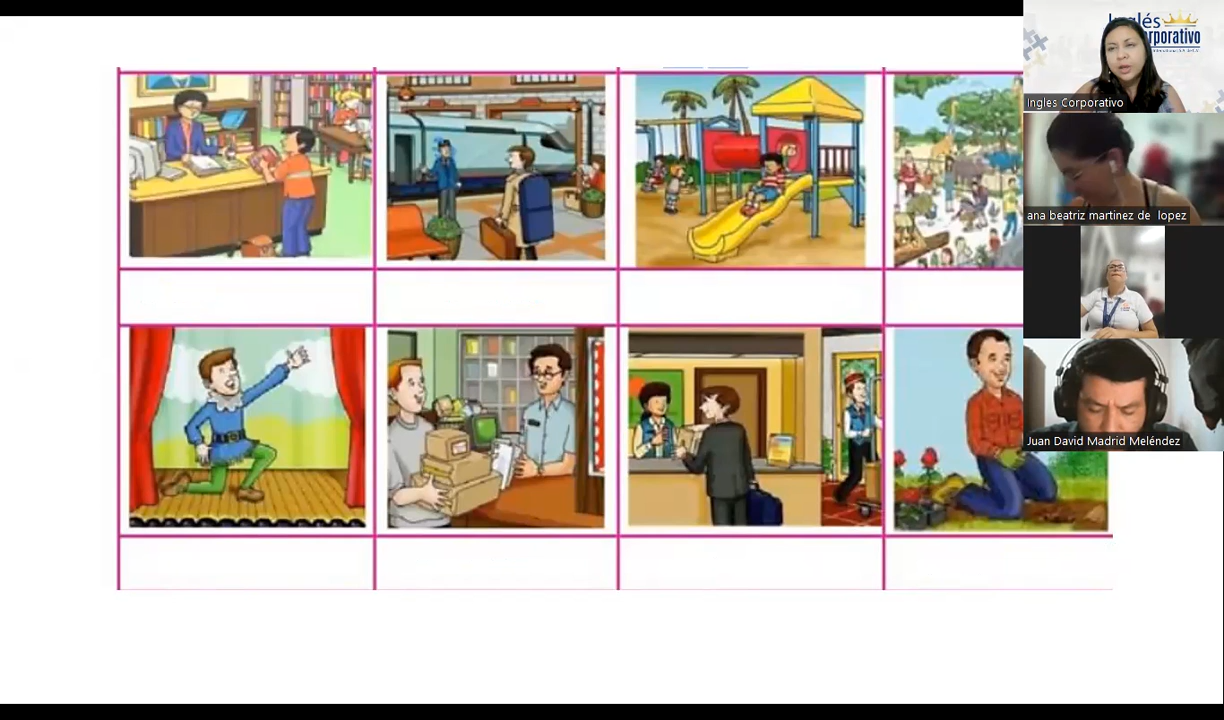 Inglés
Corporativo
Ingles Corporativo
ana beatriz martinez de lopez
Juan David Madrid Meléndez